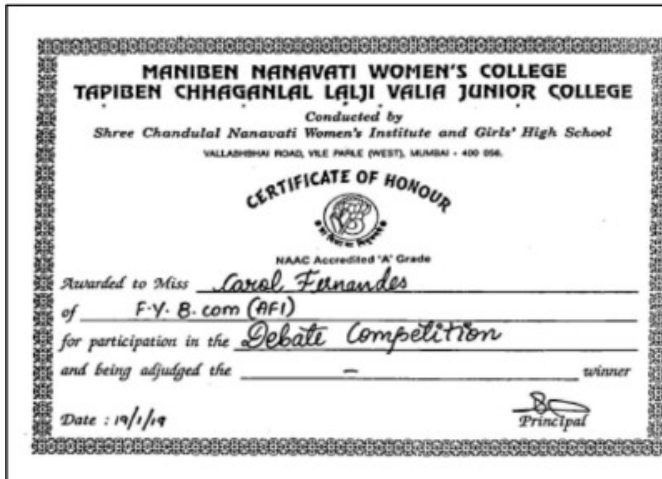 MANIBEN NANAVATI WOMEN'S COLLEGE
TAPIBEN CHHAGANLAL LALJI VALIA JUNIOR COLLEGE
Conducted by
Shree Chandulal Nanavati Women's Institute and Girls' High School
VALLABHBHAI ROAD, VILE PARLE (WEST), MUMBAI - 400 056.
CERTIFICATE OF HONOUR
NAAC Accredited 'A' Grade
Awarded to Miss Carol Fernandes
of F.Y. B.com (AFI)
for participation in the Debate Competition
and being adjudged the — winner
Date : 19/1/19
Principal